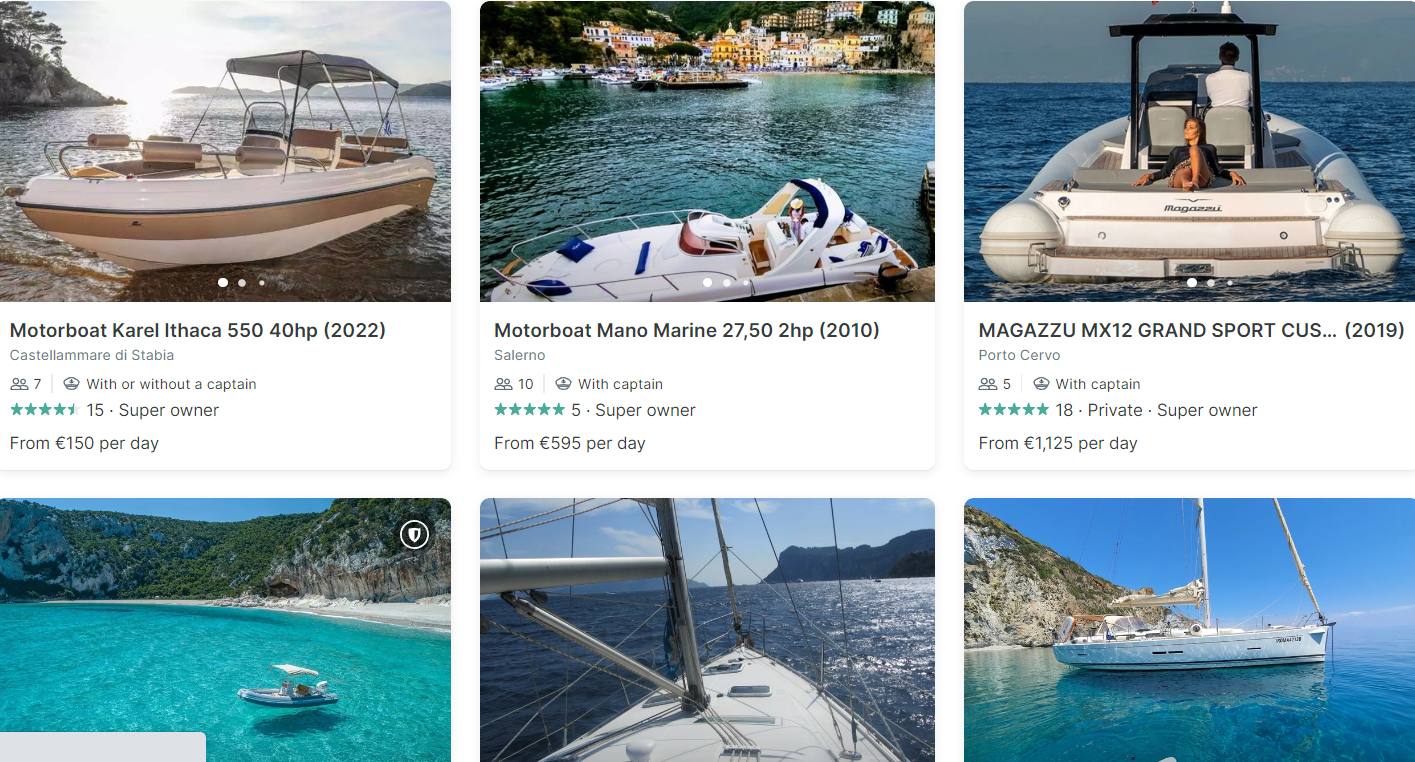 Magazzù
Motorboat Karel Ithaca 550 40hp (2022)
Castellammare di Stabia
7 With or without a captain
15 · Super owner
From €150 per day
Motorboat Mano Marine 27,50 2hp (2010)
Salerno
10 With captain
5 · Super owner
From €595 per day
MAGAZZU MX12 GRAND SPORT CUS... (2019)
Porto Cervo
5 With captain
18 · Private · Super owner
From €1,125 per day